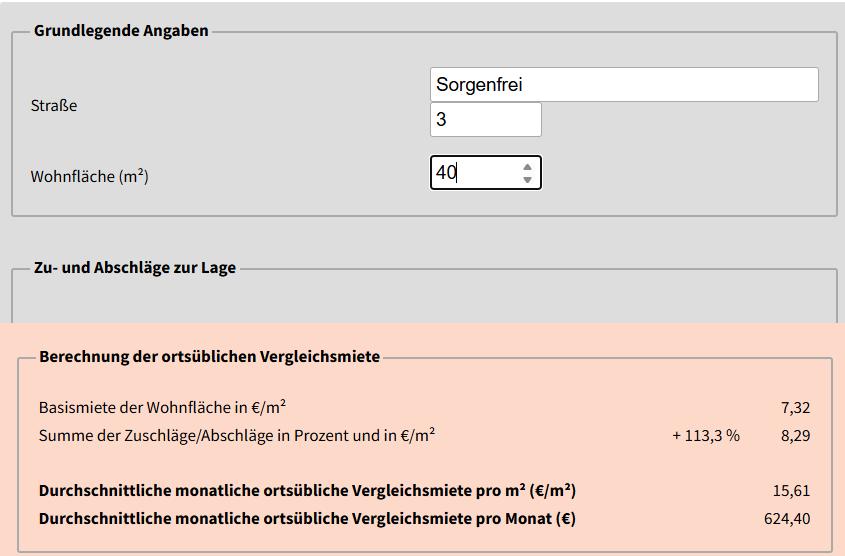 Grundlegende Angaben
Straße
Sorgenfrei
3
Wohnfläche (m²)
40
Zu- und Abschläge zur Lage
Berechnung der ortsüblichen Vergleichsmiete
Basismiete der Wohnfläche in €/m² 7,32
Summe der Zuschläge/Abschläge in Prozent und in €/m² + 113,3 % 8,29
Durchschnittliche monatliche ortsübliche Vergleichsmiete pro m² (€/m²) 15,61
Durchschnittliche monatliche ortsübliche Vergleichsmiete pro Monat (€) 624,40